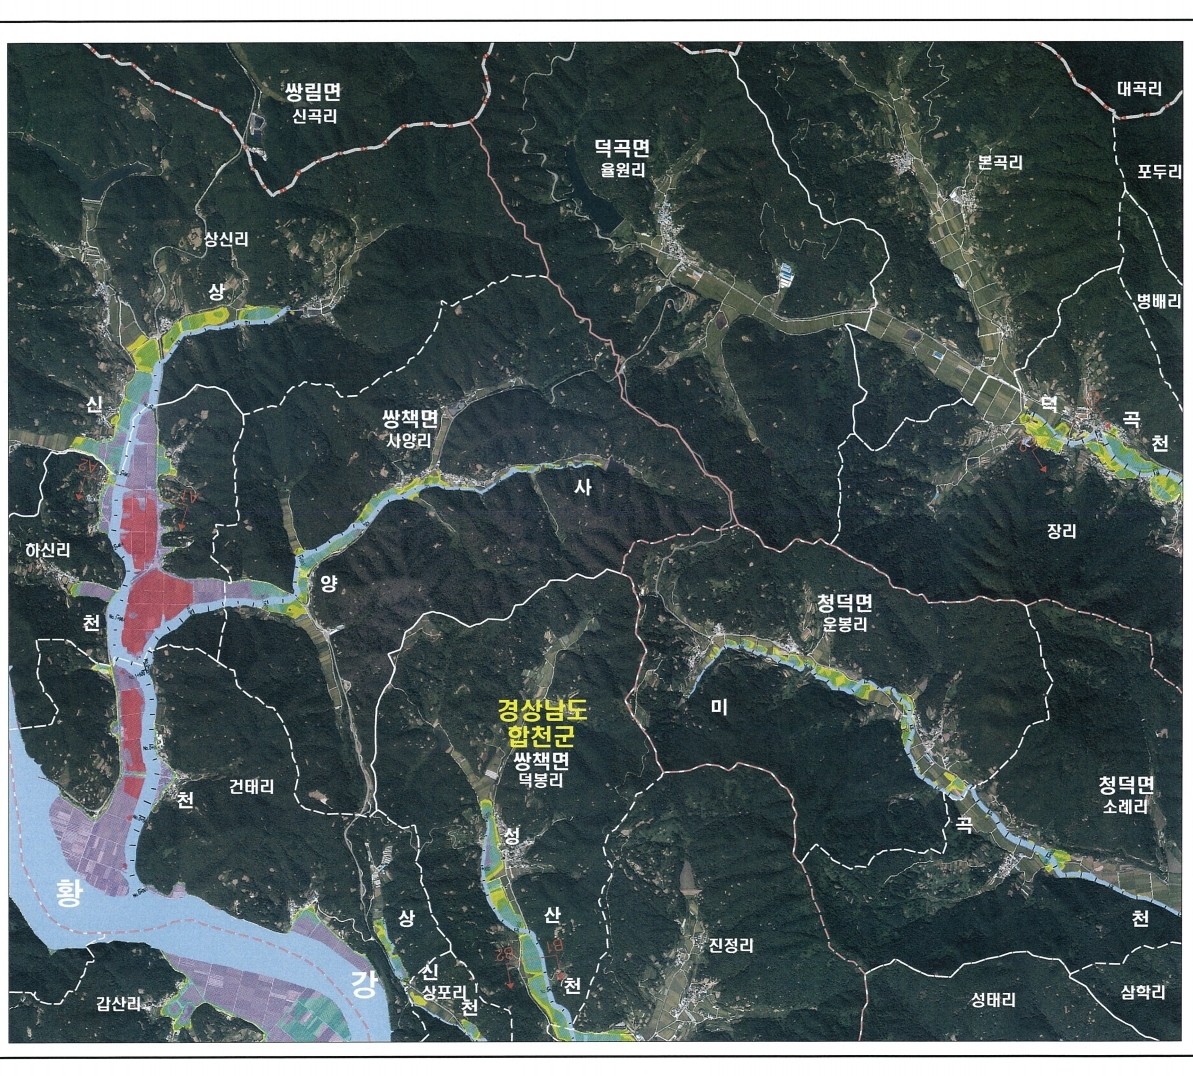 쌍림면
신곡리
대곡리
덕곡면
율원리
본곡리
포두리
상신리
상
병배리
신
쌍책면
사양리
덕
곡
천
사
장리
하신리
양
천
청덕면
운봉리
미
경상남도
합천군
쌍책면
덕봉리
건태리
천
청덕면
소례리
곡
성
황
상
산
천
진정리
강
신
상포리
천
천
갑산리
성태리
삼학리